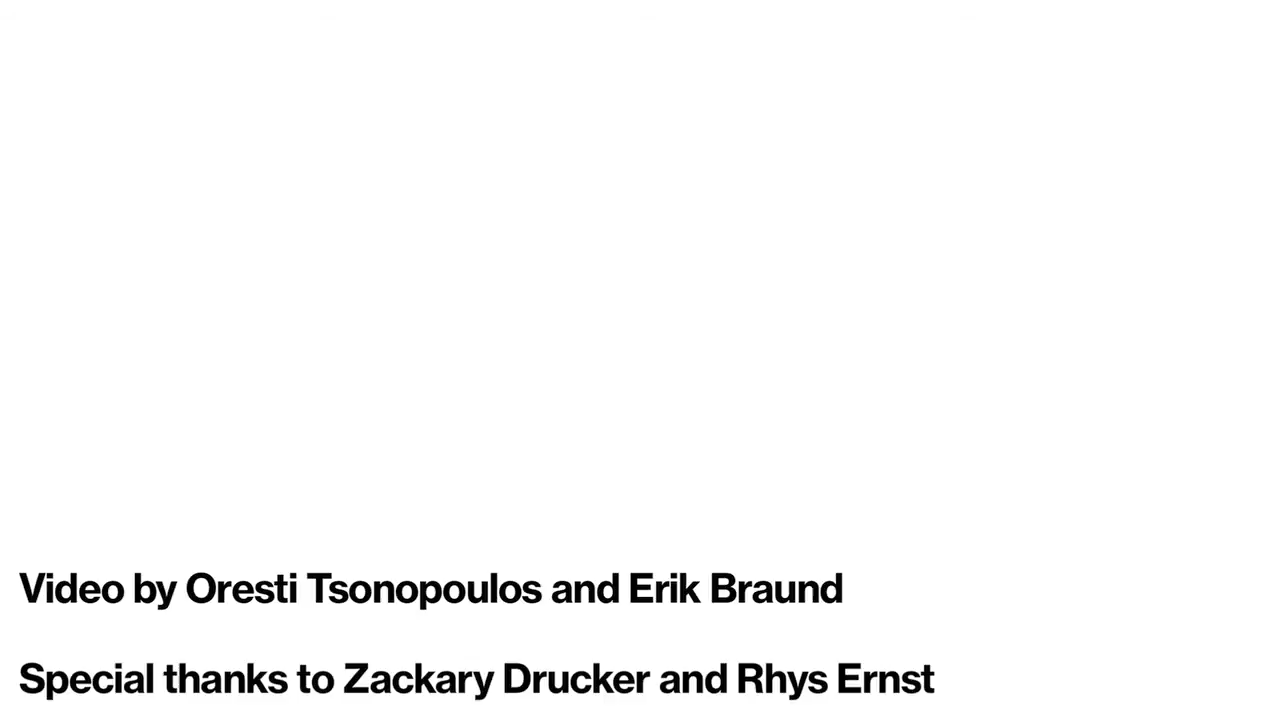 Video by Oresti Tsonopoulos and Erik Braund
Special thanks to Zackary Drucker and Rhys Ernst